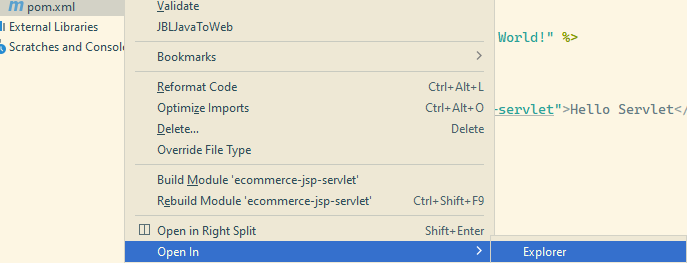 pom.xml
External Libraries
Scratches and Consol
Validate
JBLJavaToWeb
Bookmarks
Reformat Code Ctrl+Alt+L
Optimize Imports Ctrl+Alt+O
Delete... Delete
Override File Type
Build Module 'ecommerce-jsp-servlet'
Rebuild Module 'ecommerce-jsp-servlet' Ctrl+Shift+F9
Open in Right Split Shift+Enter
Open In
Explorer
World!" %>
-servlet">Hello Servlet</